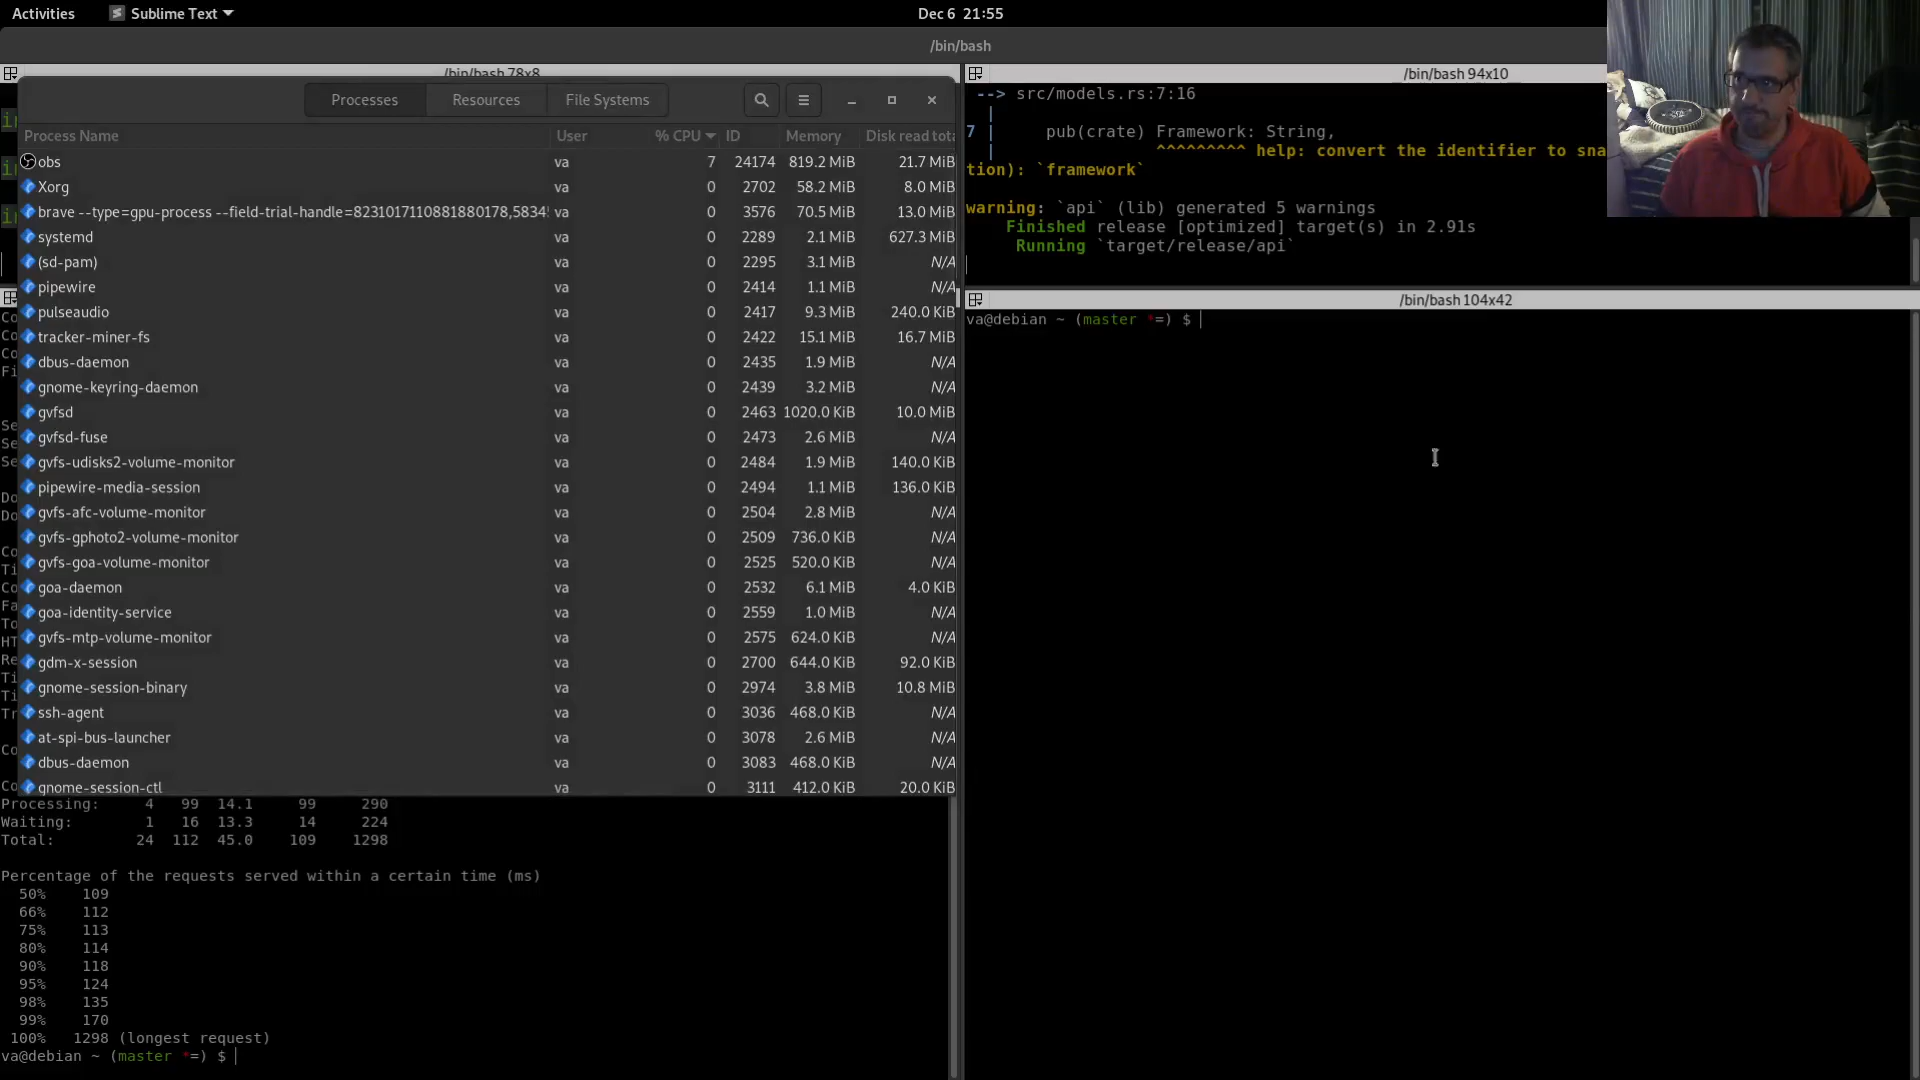 Activities
Sublime Text
Dec 6 21:55
/bin/bash
/bin/bash 78x8
Processes
Resources
File Systems
Process Name User % CPU ID Memory Disk read tota
obs va 7 24174 819.2 MiB 21.7 MiB
Xorg va 0 2702 58.2 MiB 8.0 MiB
brave --type=gpu-process --field-trial-handle=8231017110881880178,5834 va 0 3576 70.5 MiB 13.0 MiB
systemd va 0 2289 2.1 MiB 627.3 MiB
(sd-pam) va 0 2295 3.1 MiB N/A
pipewire va 0 2414 1.1 MiB N/A
pulseaudio va 0 2417 9.3 MiB 240.0 KiB
tracker-miner-fs va 0 2422 15.1 MiB 16.7 MiB
dbus-daemon va 0 2435 1.9 MiB N/A
gnome-keyring-daemon va 0 2439 3.2 MiB N/A
gvfsd va 0 2463 1020.0 KiB 10.0 MiB
gvfsd-fuse va 0 2473 2.6 MiB N/A
gvfs-udisks2-volume-monitor va 0 2484 1.9 MiB 140.0 KiB
pipewire-media-session va 0 2494 1.1 MiB 136.0 KiB
gvfs-afc-volume-monitor va 0 2504 2.8 MiB N/A
gvfs-gphoto2-volume-monitor va 0 2509 736.0 KiB N/A
gvfs-goa-volume-monitor va 0 2525 520.0 KiB N/A
goa-daemon va 0 2532 6.1 MiB 4.0 KiB
goa-identity-service va 0 2559 1.0 MiB N/A
gvfs-mtp-volume-monitor va 0 2575 624.0 KiB N/A
gdm-x-session va 0 2700 644.0 KiB 92.0 KiB
gnome-session-binary va 0 2974 3.8 MiB 10.8 MiB
ssh-agent va 0 3036 468.0 KiB N/A
at-spi-bus-launcher va 0 3078 2.6 MiB N/A
dbus-daemon va 0 3083 468.0 KiB N/A
gnome-session-ctl va 0 3111 412.0 KiB 20.0 KiB
Processing: 4 99 14.1 99 290
Waiting: 1 16 13.3 14 224
Total: 24 112 45.0 109 1298
Percentage of the requests served within a certain time (ms)
50% 109
66% 112
75% 113
80% 114
90% 118
95% 124
98% 135
99% 170
100% 1298 (longest request)
va@debian ~ (master *=) $
/bin/bash 94x10
--> src/models.rs:7:16
|
7 | pub(crate) Framework: String,
| ^^^^^^^^^ help: convert the identifier to sna
tion): `framework`
warning: `api` (lib) generated 5 warnings
Finished release [optimized] target(s) in 2.91s
Running `target/release/api`
/bin/bash 104x42
va@debian ~ (master *=) $